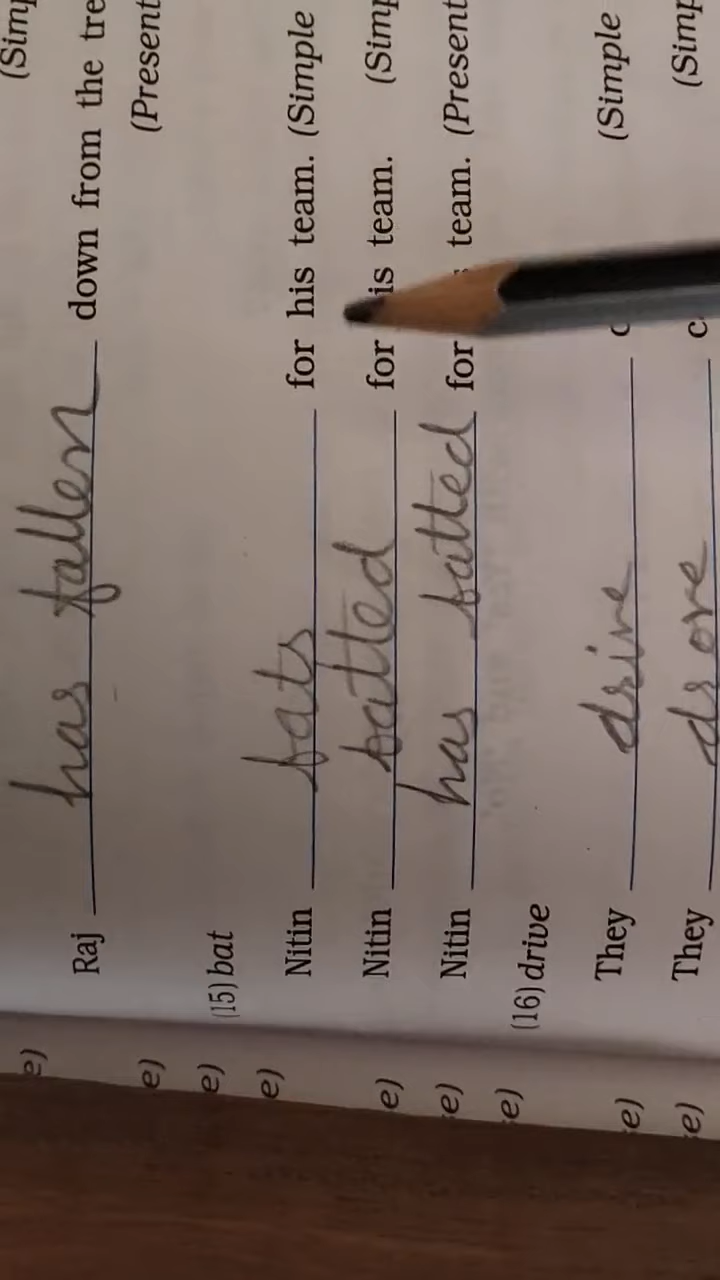 (Simp
Raj has fallen down from the tre
(Present
(15) bat
Nitin bats for his team. (Simple
Nitin batted for is team. (Simp
Nitin has batted for team. (Present
(16) drive
They drive (Simple
They drove (Simp
e)
e)
e)
e)
e)
e)
e)
e)
e)